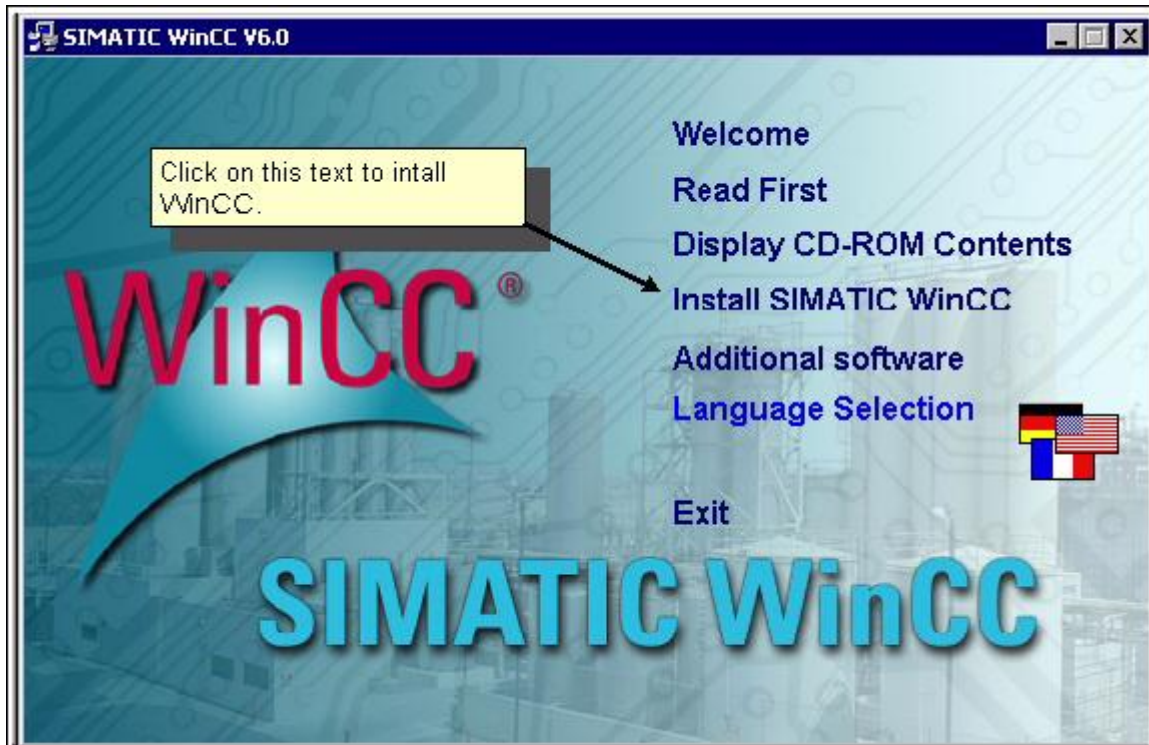 SIMATIC WinCC V6.0
Click on this text to intall
WinCC.
WinCC ®
Welcome
Read First
Display CD-ROM Contents
Install SIMATIC WinCC
Additional software
Language Selection
Exit
SIMATIC WinCC